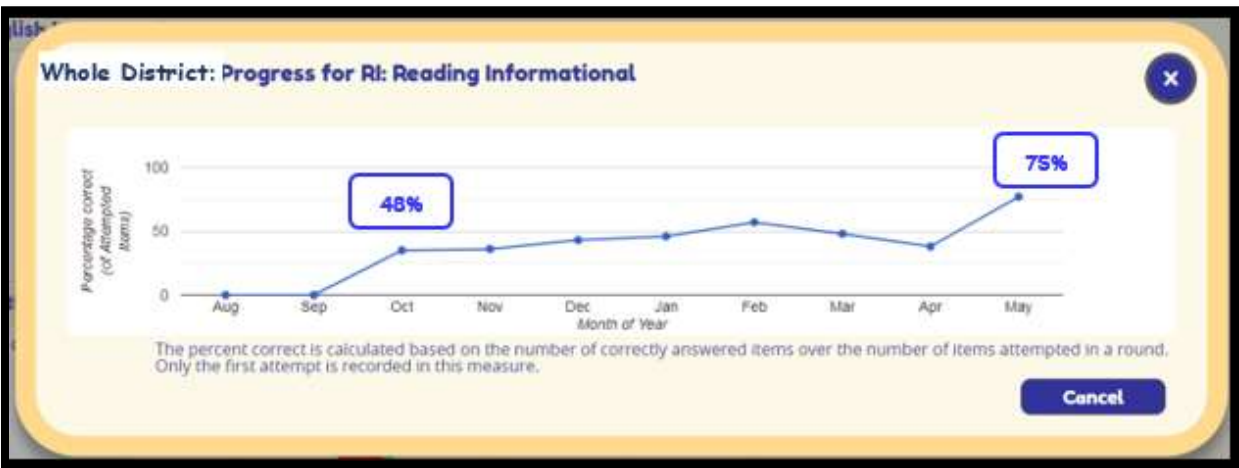 Whole District: Progress for RI: Reading Informational
x
75%
48%
100
50
0
Percentage correct
(of Attempted
Items)
Aug Sep Oct Nov Dec Jan Feb Mar Apr May
Month of Year
The percent correct is calculated based on the number of correctly answered items over the number of items attempted in a round.
Only the first attempt is recorded in this measure.
Cancel